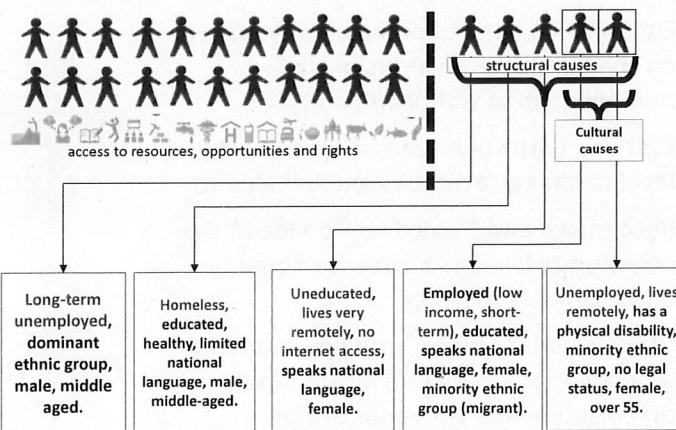 structural causes
Cultural
causes
access to resources, opportunities and rights
Long-term
unemployed,
dominant
ethnic group,
male, middle
aged.
Homeless,
educated,
healthy, limited
national
language, male,
middle-aged.
Uneducated,
lives very
remotely, no
internet access,
speaks national
language,
female.
Employed (low
income, short-
term), educated,
speaks national
language, female,
minority ethnic
group (migrant).
Unemployed, lives
remotely, has a
physical disability,
minority ethnic
group, no legal
status, female,
over 55.